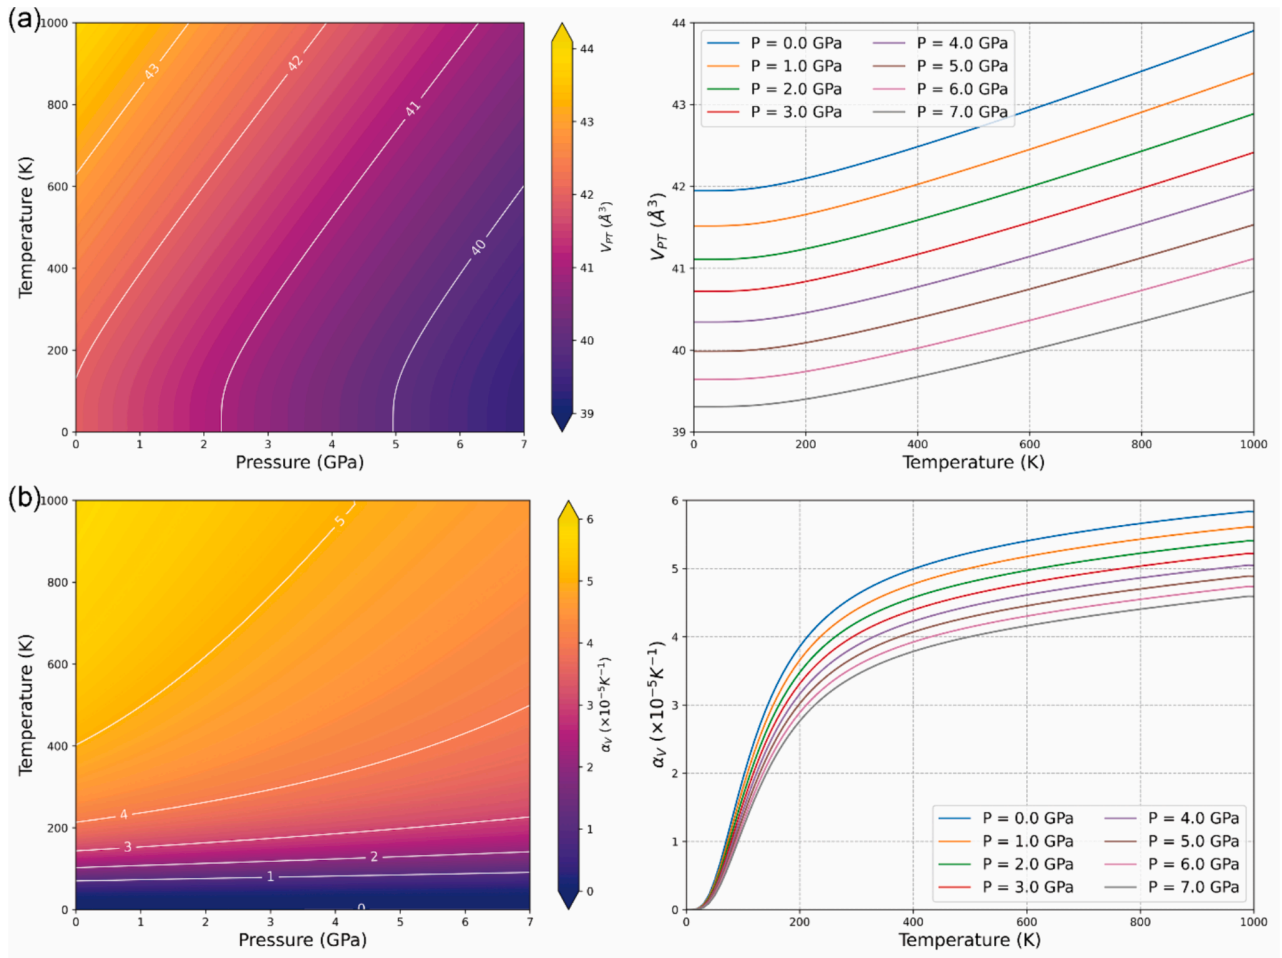 (a)
1000
800
600
400
200
0
Temperature (K)
43
42
41
40
0 1 2 3 4 5 6 7
Pressure (GPa)
44
43
42
41
40
39
V_PT (Å³)
44
43
42
41
40
39
V_PT (Å³)
P = 0.0 GPa P = 4.0 GPa
P = 1.0 GPa P = 5.0 GPa
P = 2.0 GPa P = 6.0 GPa
P = 3.0 GPa P = 7.0 GPa
0 200 400 600 800 1000
Temperature (K)
(b)
1000
800
600
400
200
0
Temperature (K)
5
4
3
2
1
0
0 1 2 3 4 5 6 7
Pressure (GPa)
6
5
4
3
2
1
0
α_V (×10⁻⁵K⁻¹)
6
5
4
3
2
1
0
α_V (×10⁻⁵K⁻¹)
P = 0.0 GPa P = 4.0 GPa
P = 1.0 GPa P = 5.0 GPa
P = 2.0 GPa P = 6.0 GPa
P = 3.0 GPa P = 7.0 GPa
0 200 400 600 800 1000
Temperature (K)